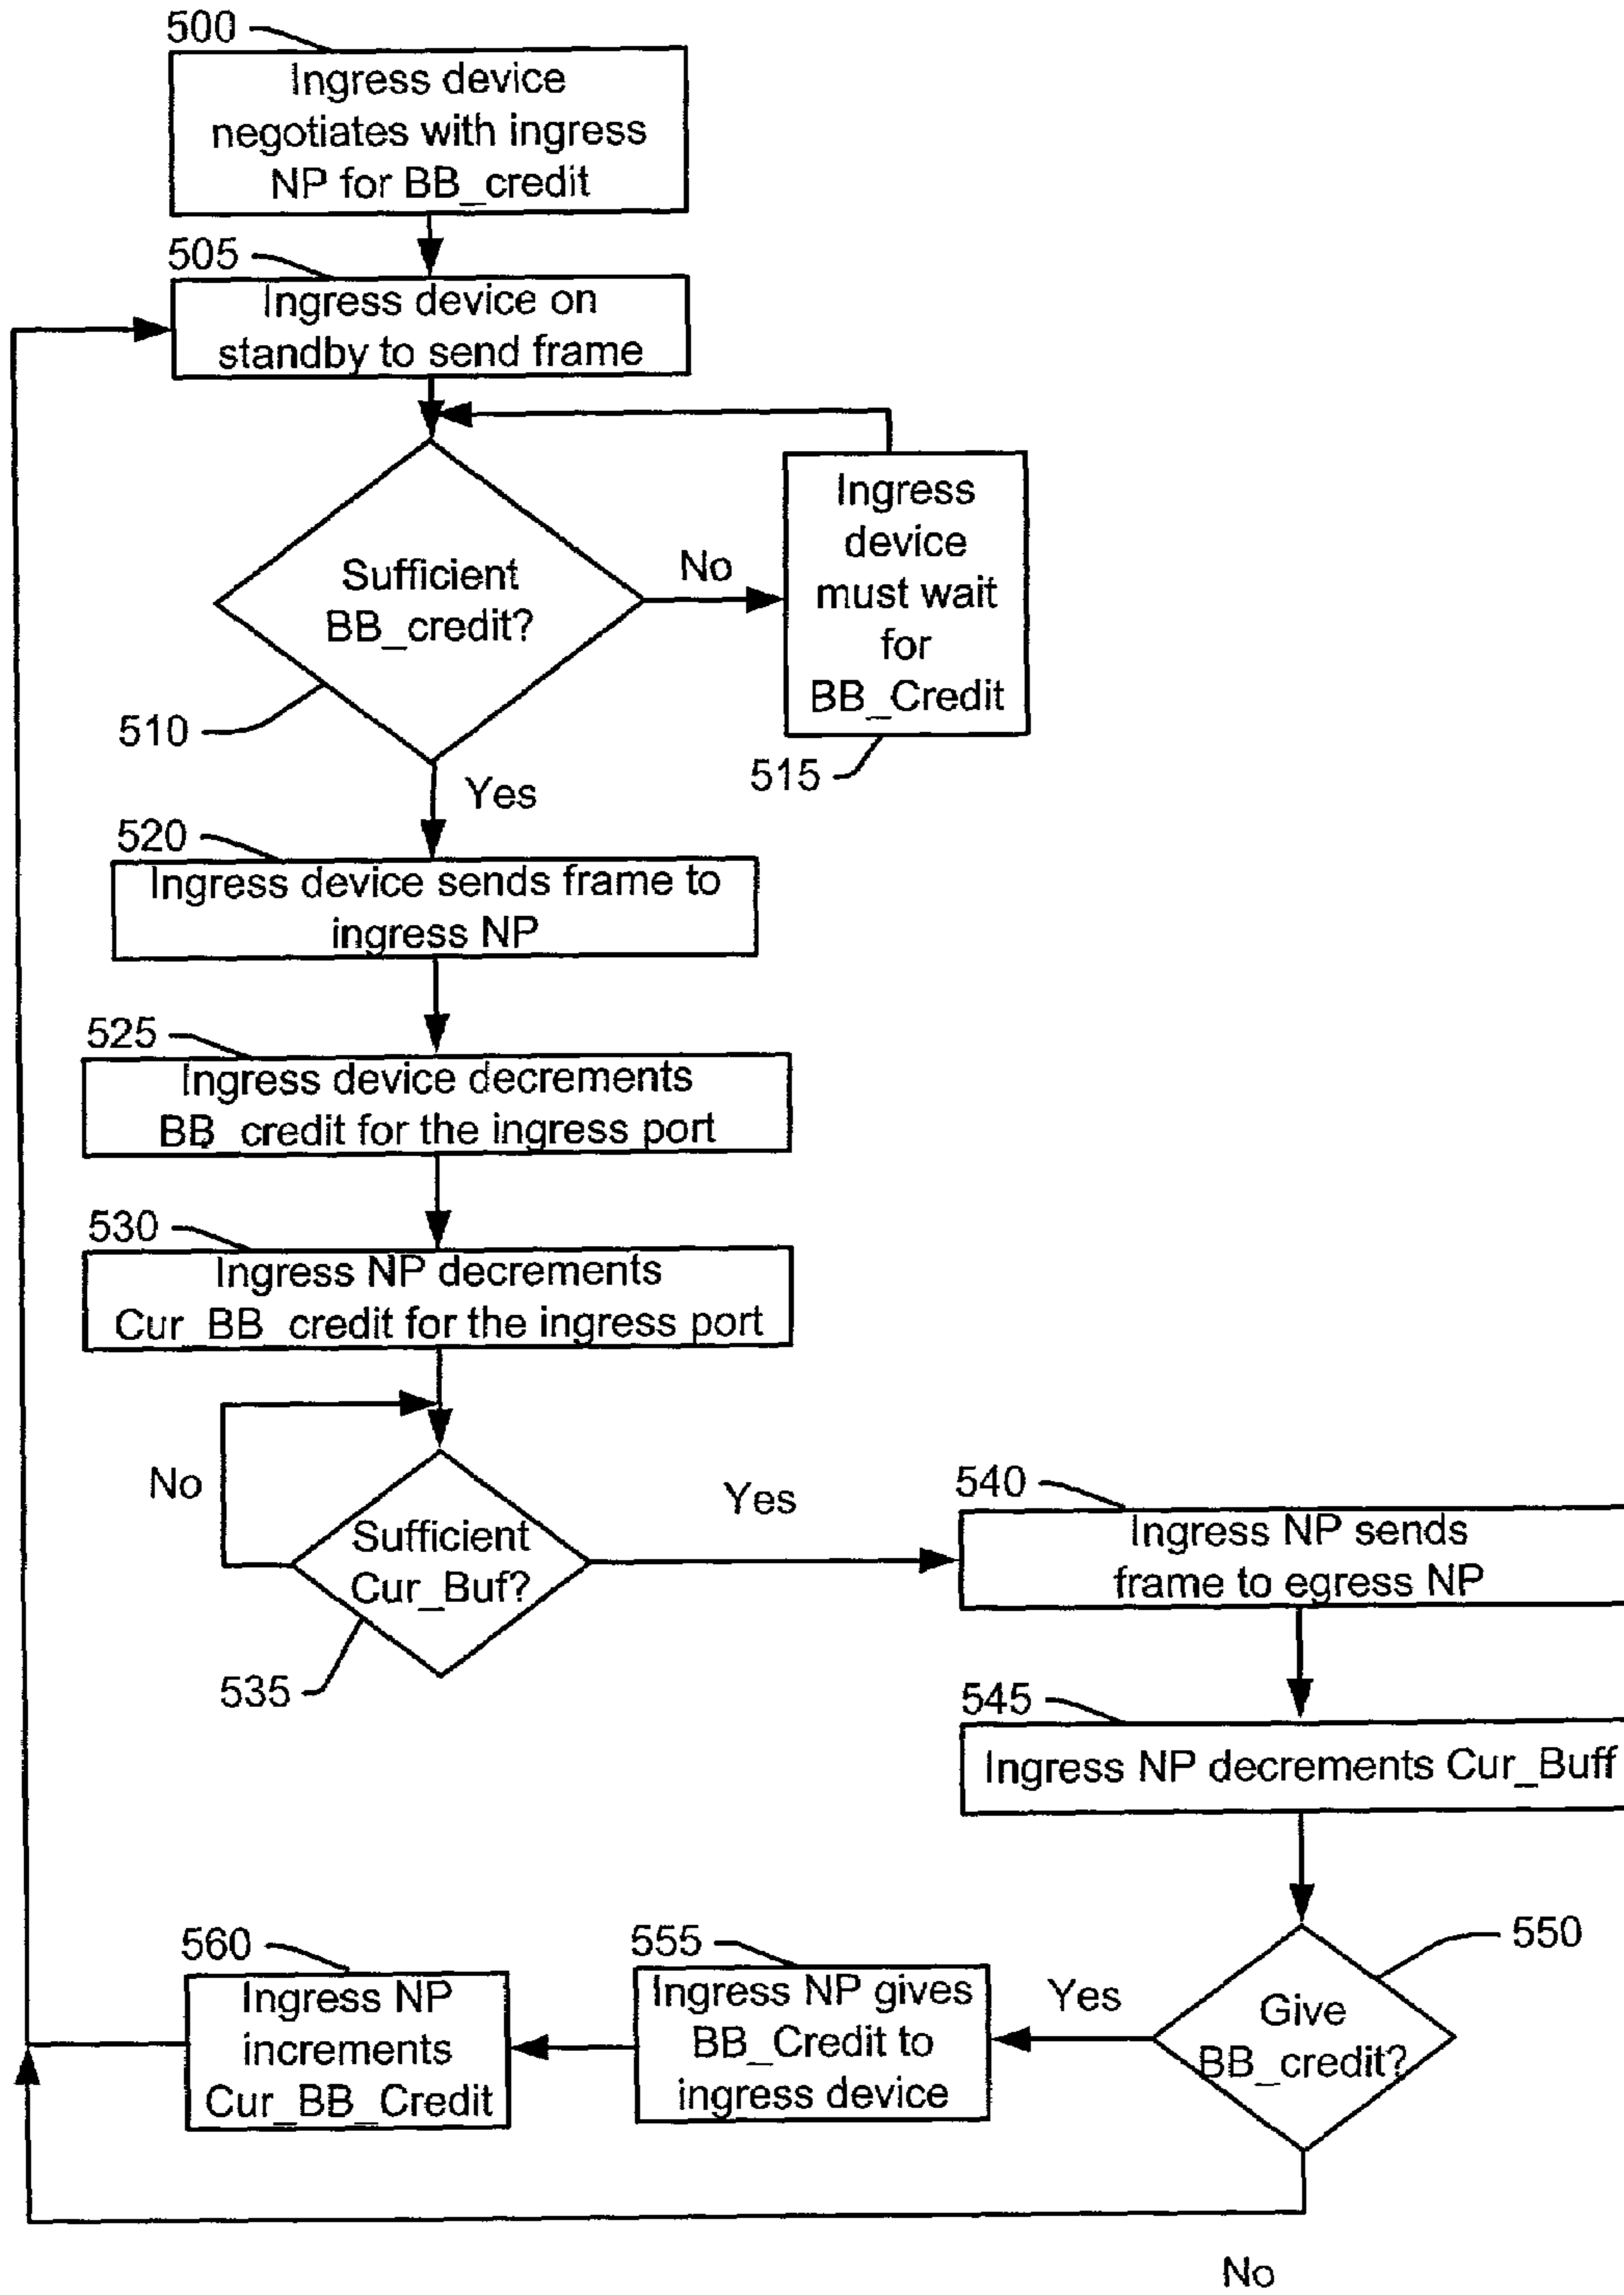 500
Ingress device
negotiates with ingress
NP for BB_credit
505
Ingress device on
standby to send frame
Sufficient
BB_credit?
510
No
Ingress
device
must wait
for
BB_Credit
515
Yes
520
Ingress device sends frame to
ingress NP
525
Ingress device decrements
BB_credit for the ingress port
530
Ingress NP decrements
Cur_BB_credit for the ingress port
No
Sufficient
Cur_Buf?
535
Yes
540
Ingress NP sends
frame to egress NP
545
Ingress NP decrements Cur_Buff
550
Give
BB_credit?
Yes
555
Ingress NP gives
BB_Credit to
ingress device
560
Ingress NP
increments
Cur_BB_Credit
No